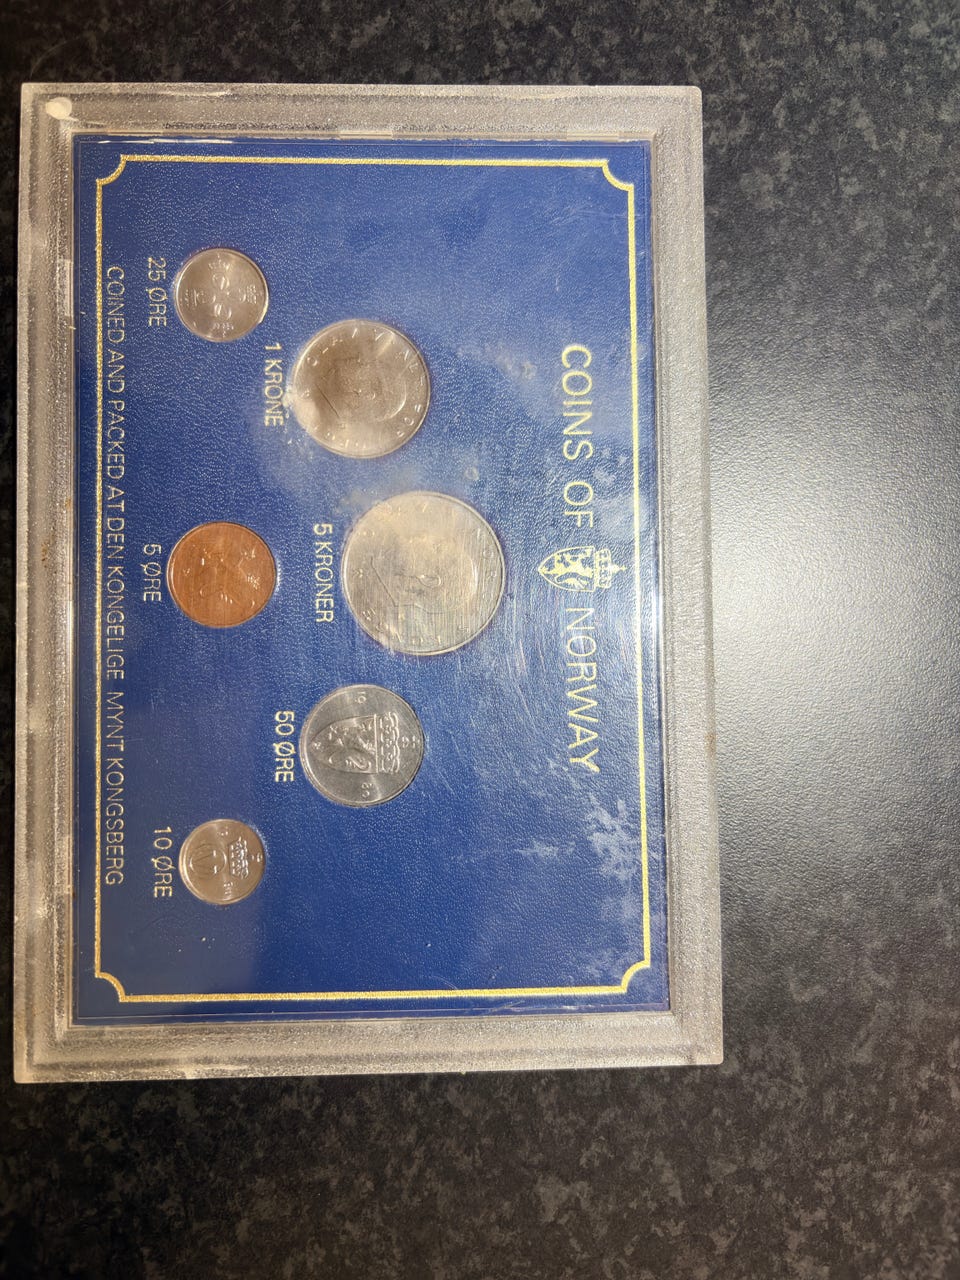 COINS OF NORWAY
5 KRONER
1 KRONE
50 ØRE
25 ØRE
5 ØRE
10 ØRE
COINED AND PACKED AT DEN KONGELIGE MYNT KONGSBERG